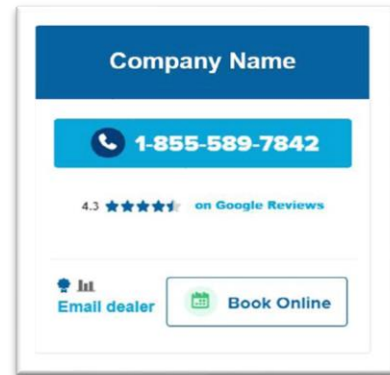 Company Name
1-855-589-7842
4.3 on Google Reviews
Email dealer
Book Online